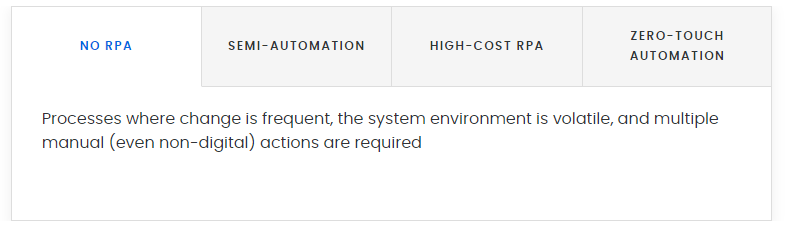 NO RPA
SEMI-AUTOMATION
HIGH-COST RPA
ZERO-TOUCH
AUTOMATION
Processes where change is frequent, the system environment is volatile, and multiple
manual (even non-digital) actions are required